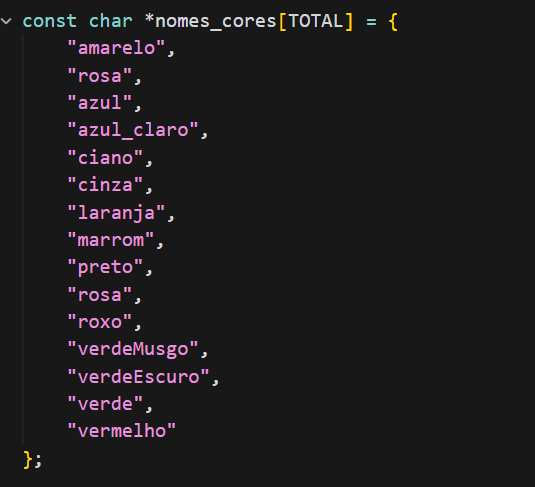 const char *nomes_cores[TOTAL] = {
"amarelo",
"rosa",
"azul",
"azul_claro",
"ciano",
"cinza",
"laranja",
"marrom",
"preto",
"rosa",
"roxo",
"verdeMusgo",
"verdeEscuro",
"verde",
"vermelho"
};